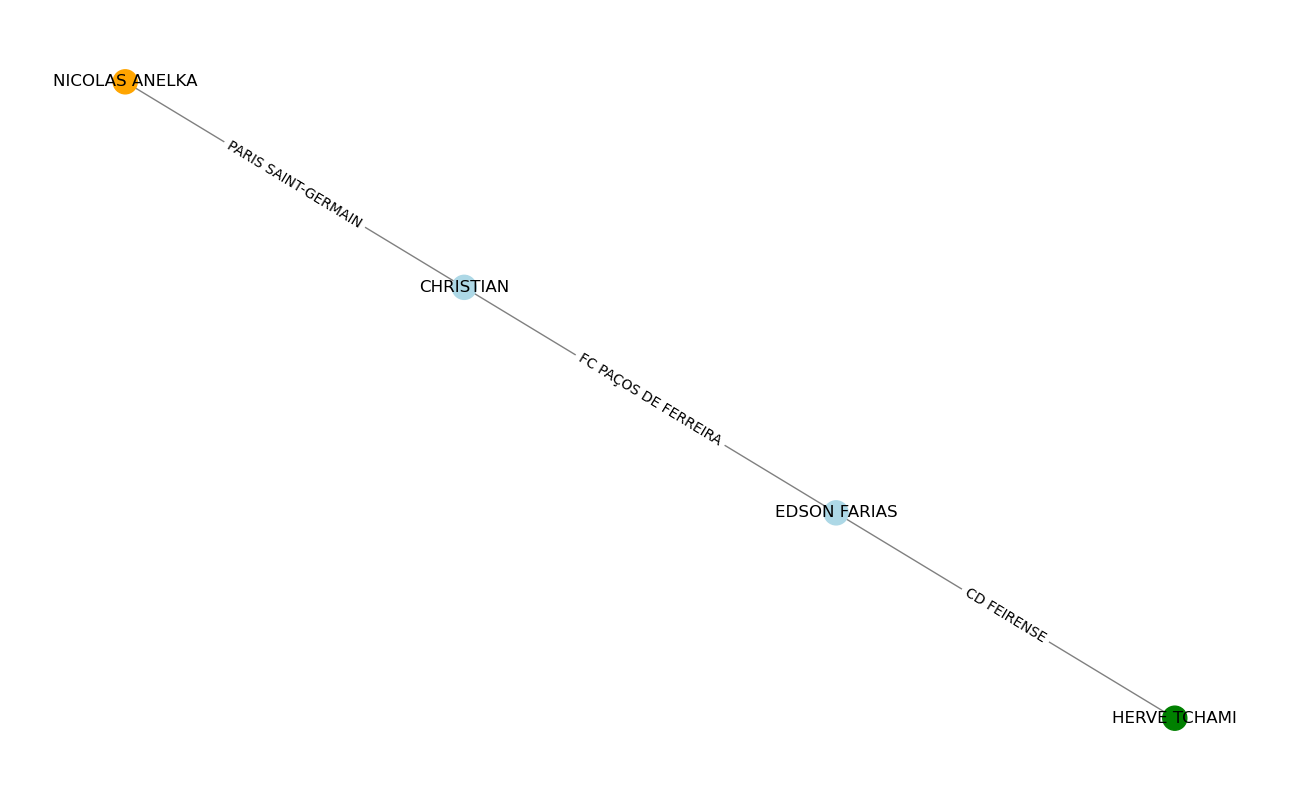 NICOLAS ANELKA
PARIS SAINT-GERMAIN
CHRISTIAN
FC PAÇOS DE FERREIRA
EDSON FARIAS
CD FEIRENSE
HERVE TCHAMI